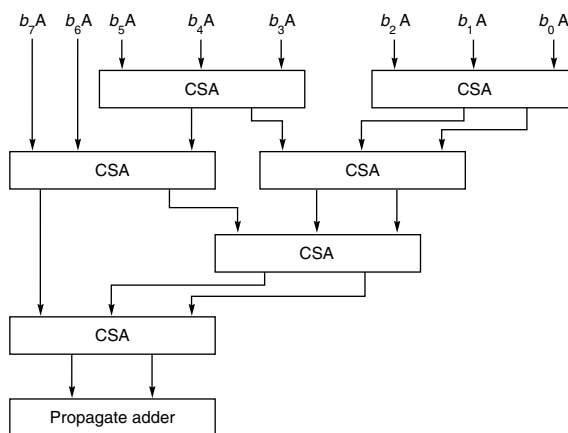 b7A b6A b5A b4A b3A b2A b1A b0A
CSA CSA
CSA CSA
CSA
CSA
Propagate adder